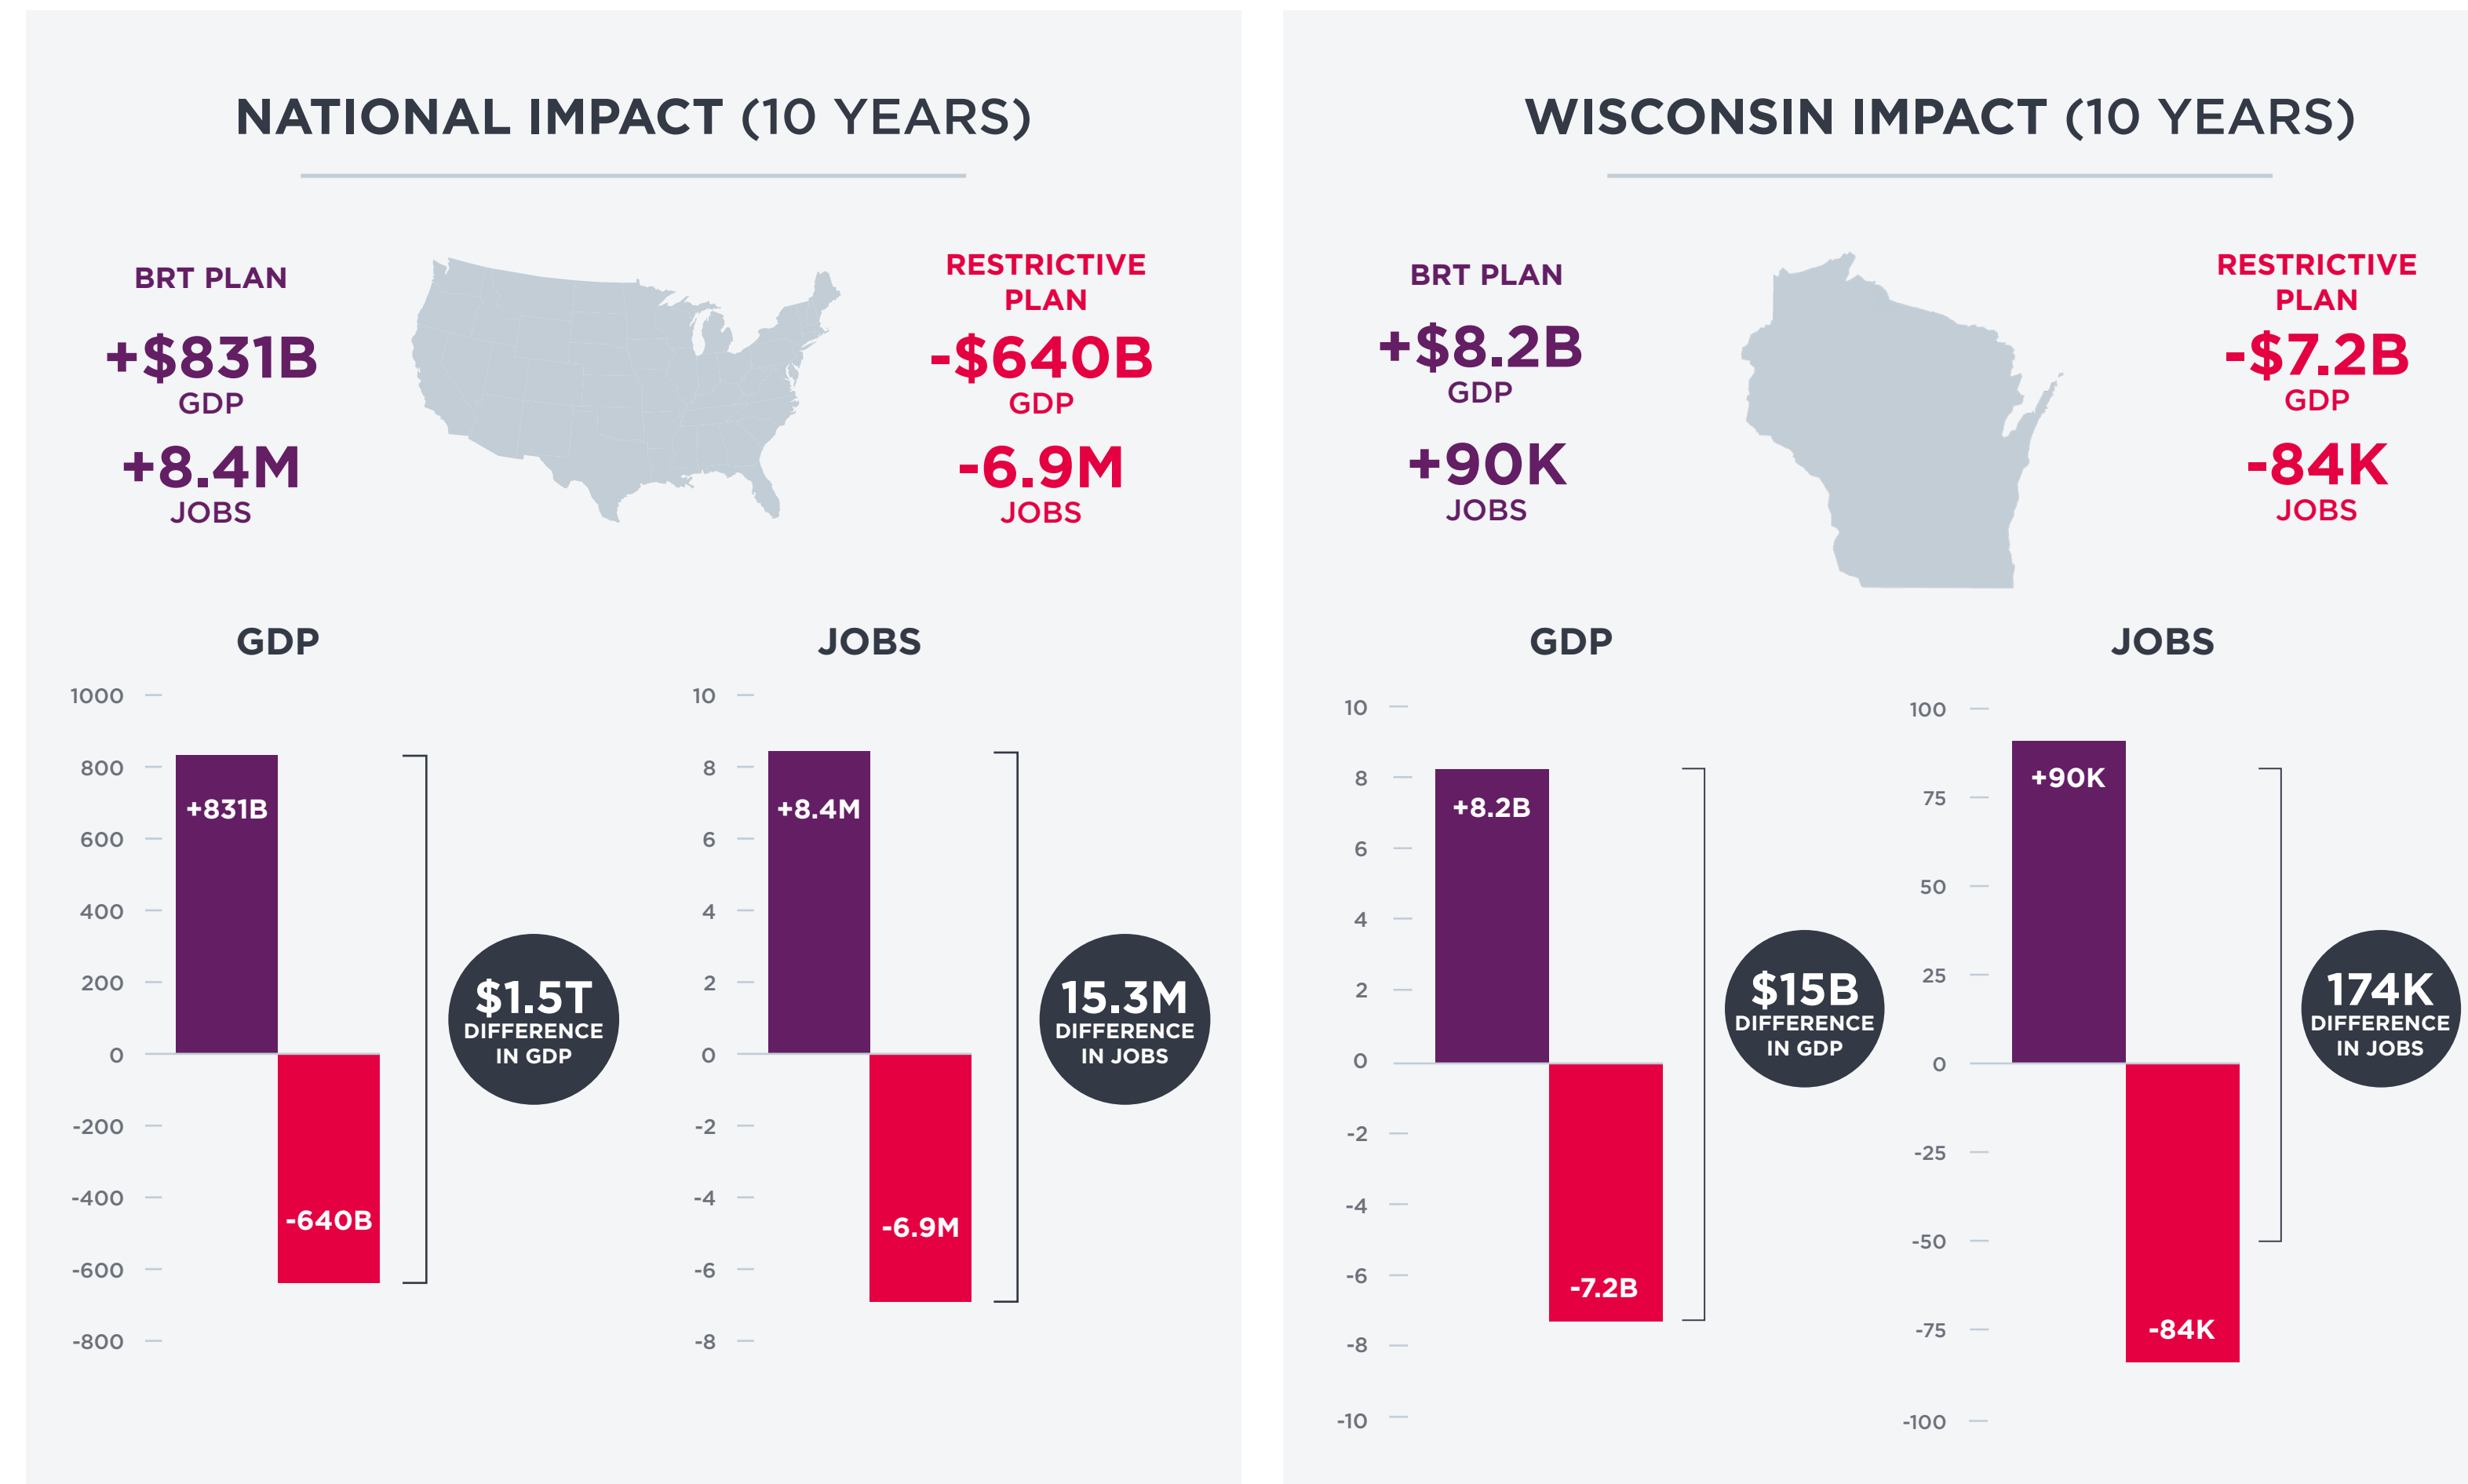 NATIONAL IMPACT (10 YEARS)
BRT PLAN
+$831B
GDP
+8.4M
JOBS
RESTRICTIVE
PLAN
-$640B
GDP
-6.9M
JOBS
GDP
1000
800
600
400
200
0
-200
-400
-600
-800
+831B
-640B
$1.5T
DIFFERENCE
IN GDP
JOBS
10
8
6
4
2
0
-2
-4
-6
-8
+8.4M
-6.9M
15.3M
DIFFERENCE
IN JOBS
WISCONSIN IMPACT (10 YEARS)
BRT PLAN
+$8.2B
GDP
+90K
JOBS
RESTRICTIVE
PLAN
-$7.2B
GDP
-84K
JOBS
GDP
10
8
6
4
2
0
-2
-4
-6
-8
-10
+8.2B
-7.2B
$15B
DIFFERENCE
IN GDP
JOBS
100
75
50
25
0
-25
-50
-75
-100
+90K
-84K
174K
DIFFERENCE
IN JOBS